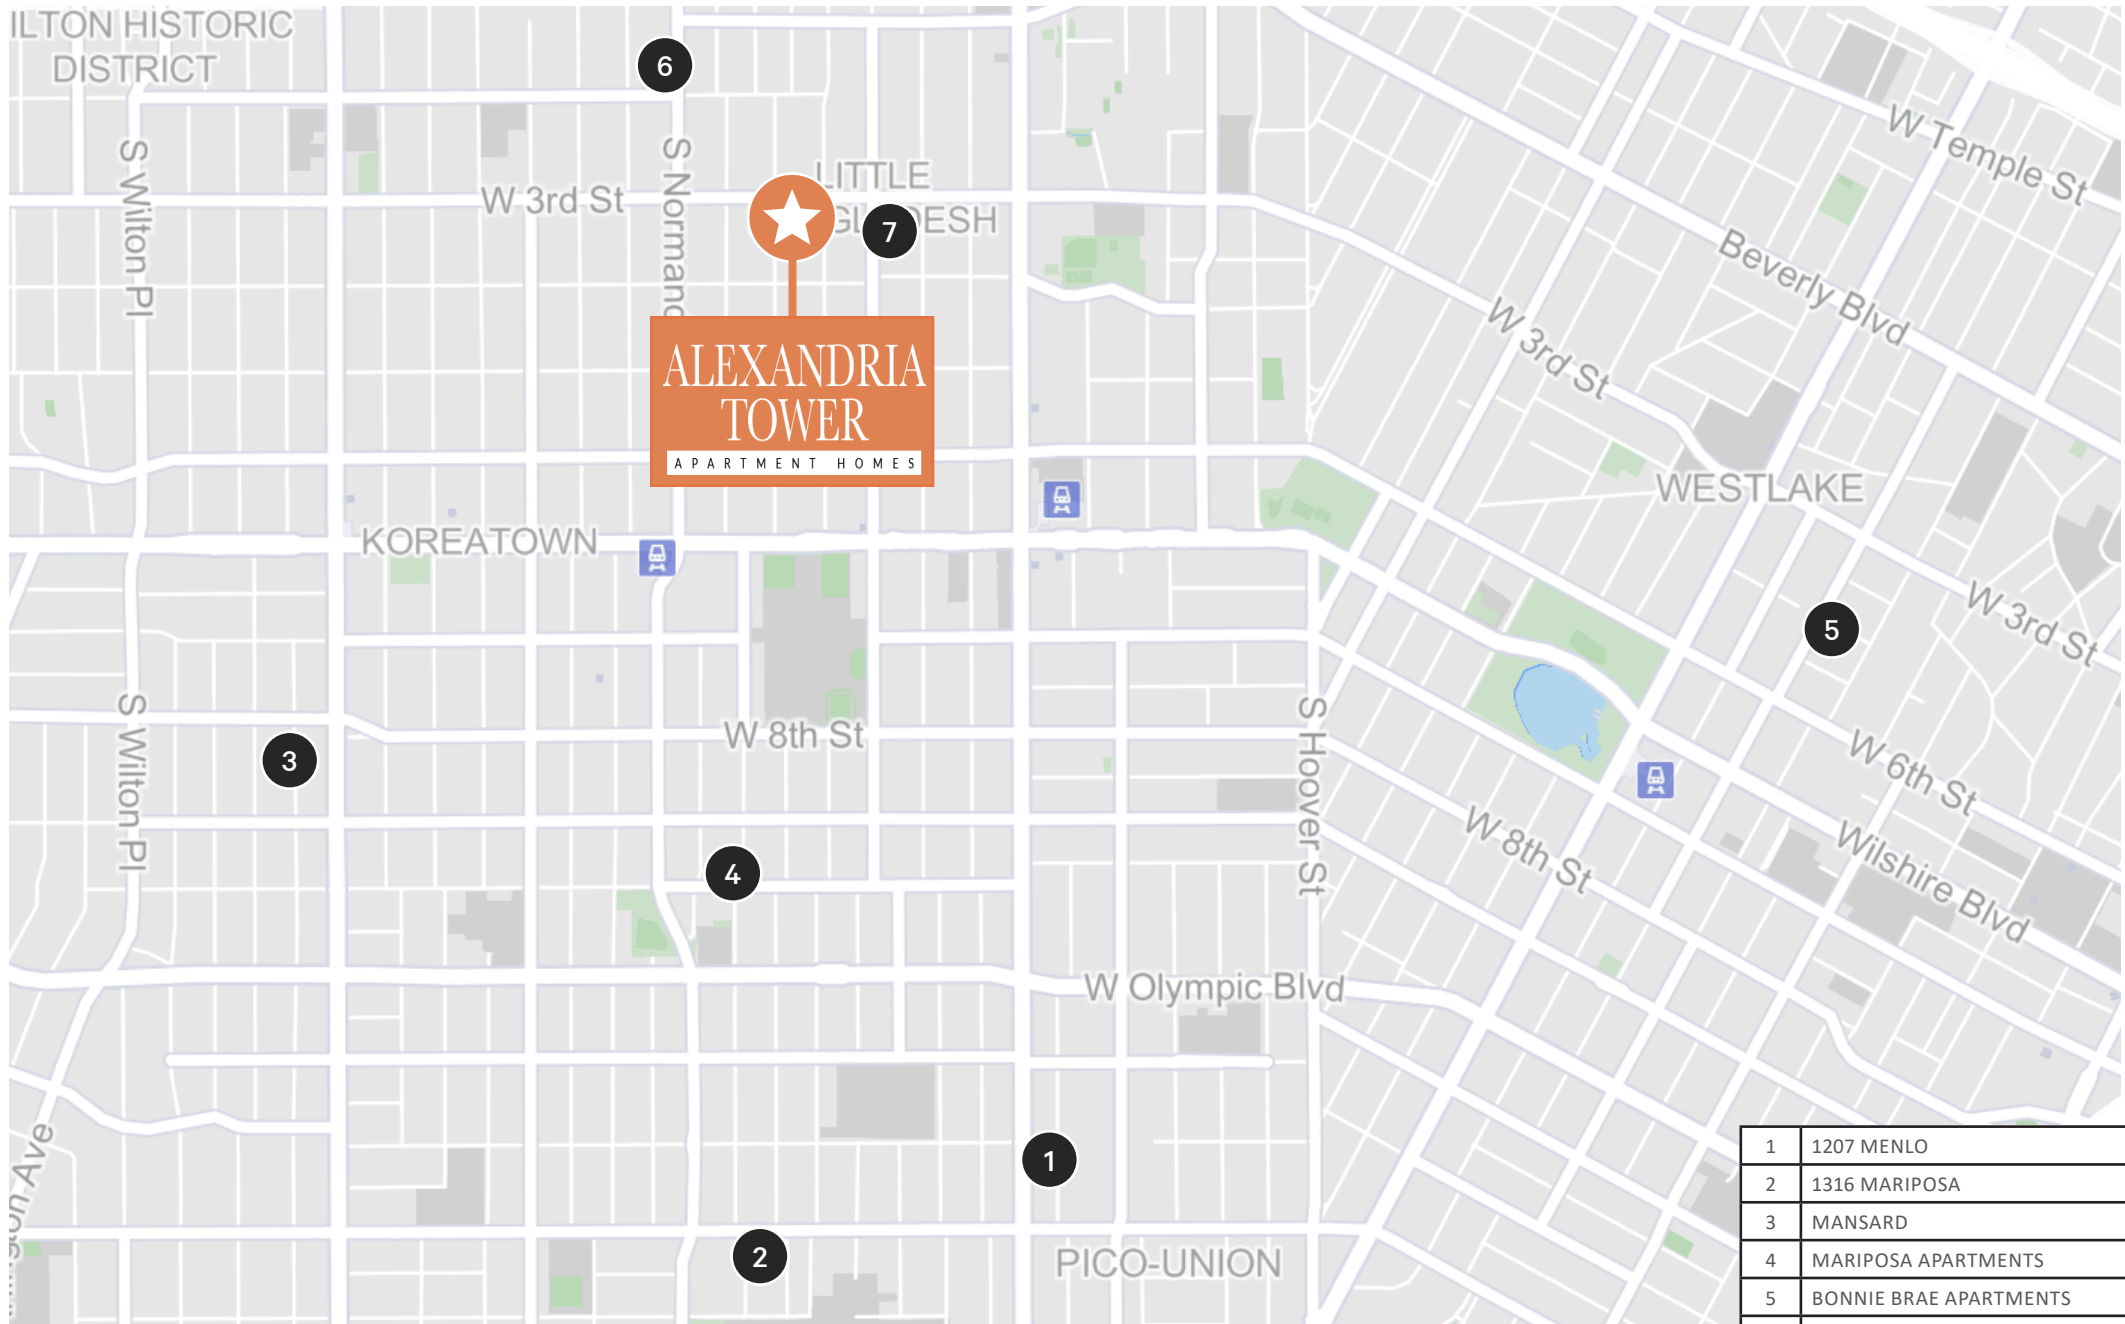 ILTON HISTORIC
DISTRICT
6
S Wilton Pl
W 3rd St
S Normand
LITTLE
GL DESH
7
W Temple St
Beverly Blvd
W 3rd St
ALEXANDRIA
TOWER
APARTMENT HOMES
WESTLAKE
KOREATOWN
W 3rd St
5
S Wilton Pl
3
W 8th St
S Hoover St
W 6th St
W 8th St
Wilshire Blvd
4
W Olympic Blvd
1
2
PICO-UNION
1 1207 MENLO
2 1316 MARIPOSA
3 MANSARD
4 MARIPOSA APARTMENTS
5 BONNIE BRAE APARTMENTS